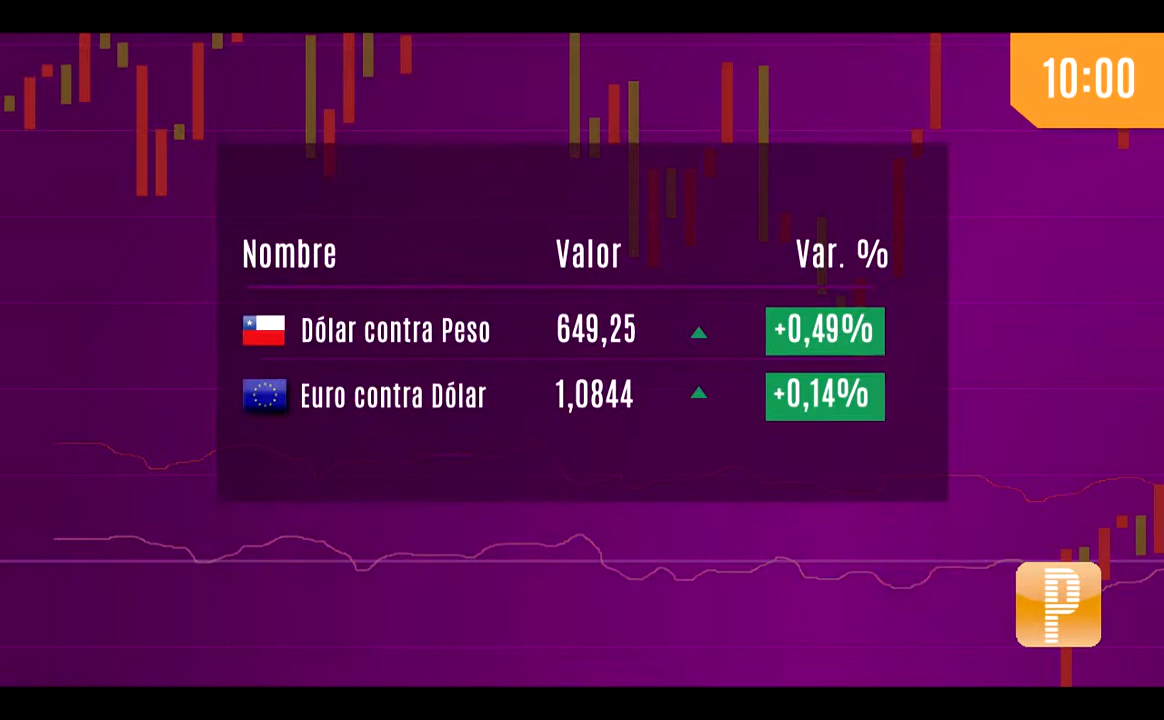 10:00
Nombre Valor Var. %
Dólar contra Peso 649,25 +0,49%
Euro contra Dólar 1,0844 +0,14%
P